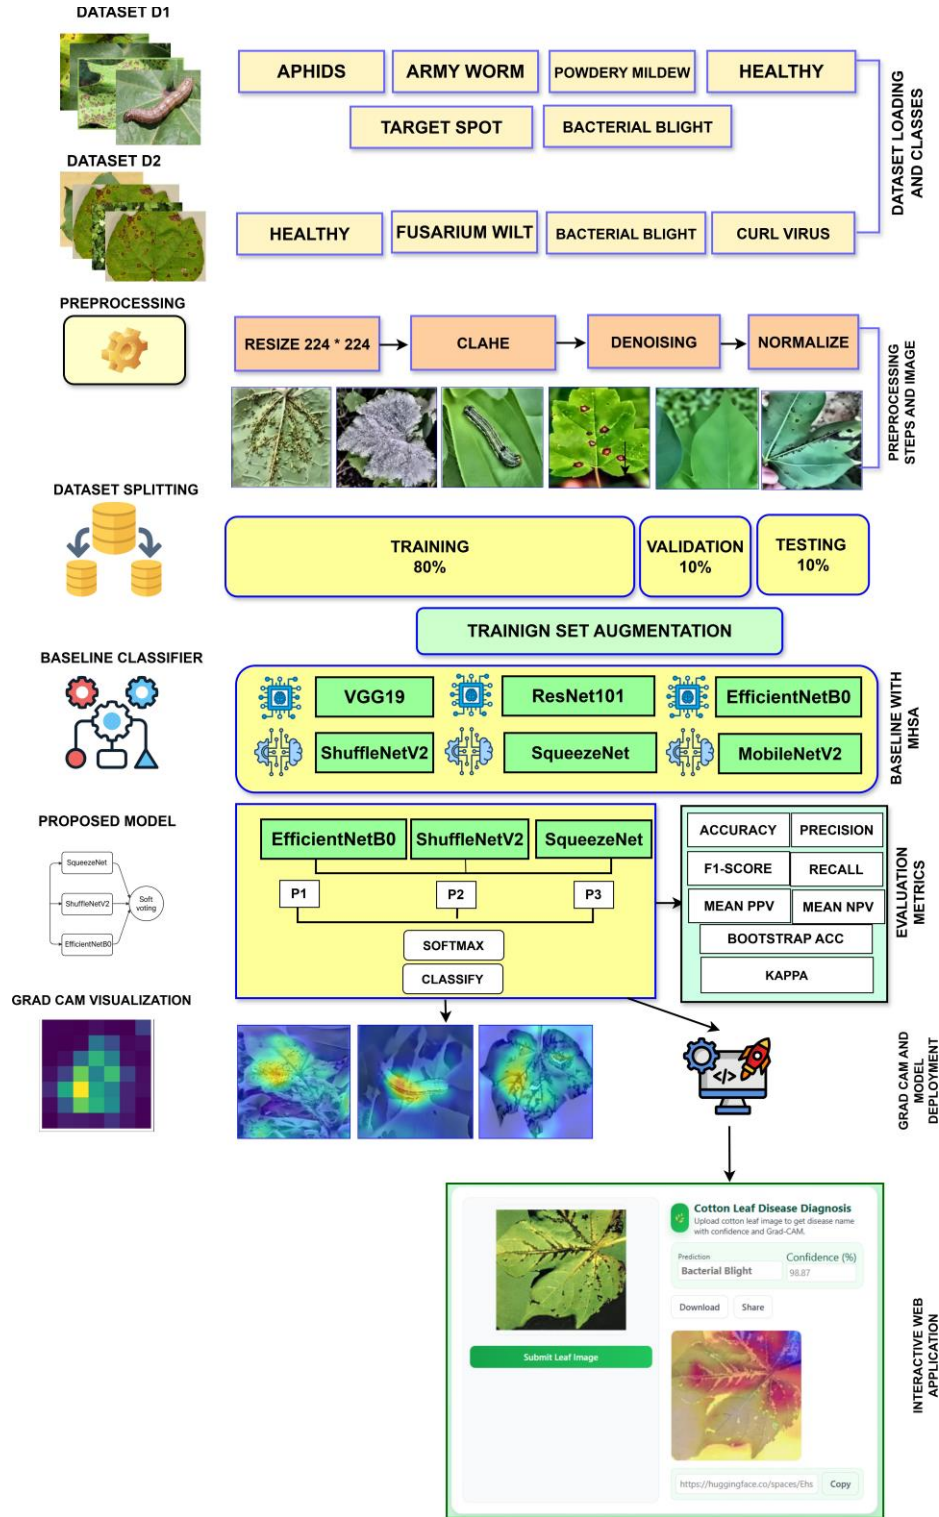 DATASET D1
APHIDS
ARMY WORM
POWDERY MILDEW
HEALTHY
TARGET SPOT
BACTERIAL BLIGHT
DATASET LOADING
AND CLASSES
DATASET D2
HEALTHY
FUSARIUM WILT
BACTERIAL BLIGHT
CURL VIRUS
PREPROCESSING
RESIZE 224 * 224
CLAHE
DENOISING
NORMALIZE
PREPROCESSING
STEPS AND IMAGE
DATASET SPLITTING
TRAINING
80%
VALIDATION
10%
TESTING
10%
TRAINIGN SET AUGMENTATION
BASELINE CLASSIFIER
VGG19
ResNet101
EfficientNetB0
ShuffleNetV2
SqueezeNet
MobileNetV2
BASELINE WITH
MHSA
PROPOSED MODEL
SqueezeNet
ShuffleNetV2
EfficientNetB0
Soft
voting
EfficientNetB0
ShuffleNetV2
SqueezeNet
P1
P2
P3
SOFTMAX
CLASSIFY
ACCURACY
PRECISION
F1-SCORE
RECALL
MEAN PPV
MEAN NPV
BOOTSTRAP ACC
KAPPA
EVALUATION
METRICS
GRAD CAM VISUALIZATION
</>
GRAD CAM AND
MODEL
DEPLOYMENT
Cotton Leaf Disease Diagnosis
Upload cotton leaf image to get disease name
with confidence and Grad-CAM.
Prediction
Confidence (%)
Bacterial Blight
98.87
Download
Share
Submit Leaf Image
https://huggingface.co/spaces/Ehs
Copy
INTERACTIVE WEB
APPLICATION